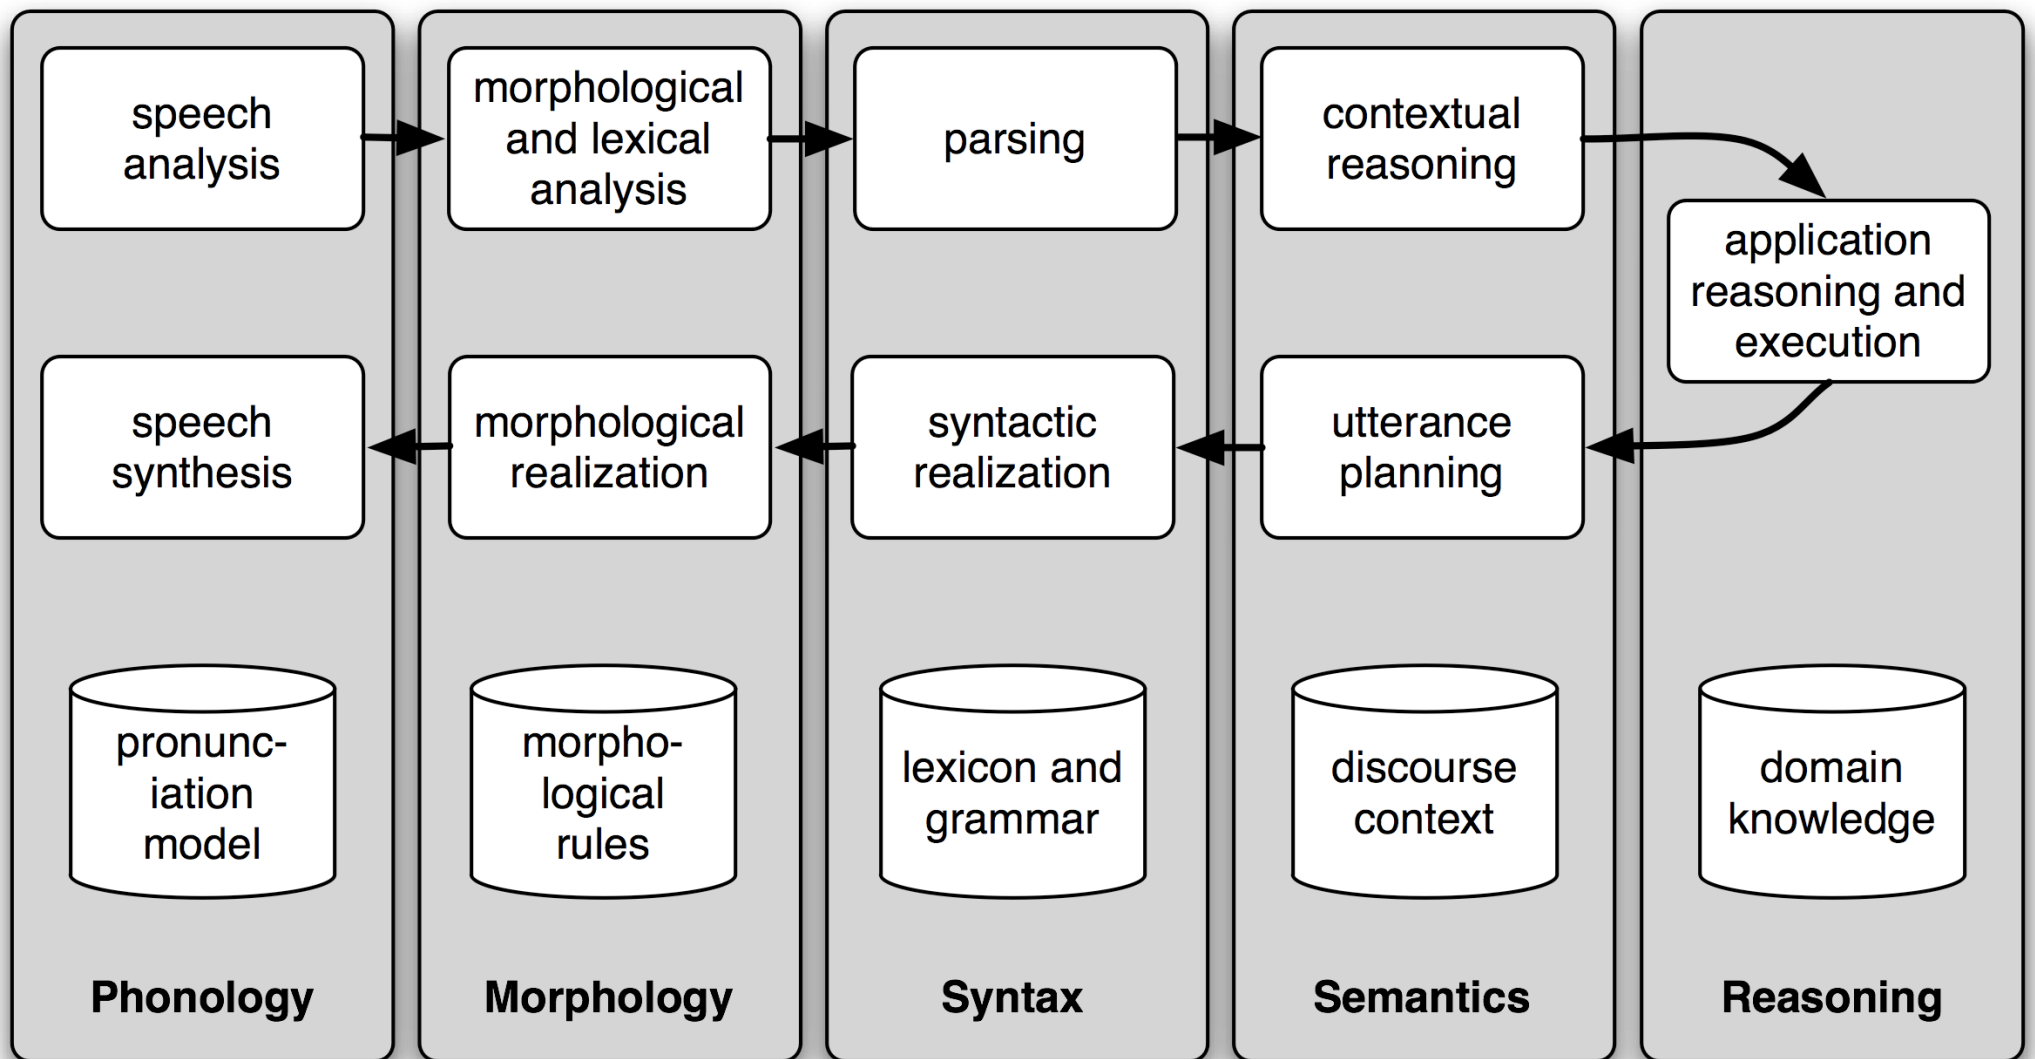 speech
analysis
morphological
and lexical
analysis
parsing
contextual
reasoning
application
reasoning and
execution
speech
synthesis
morphological
realization
syntactic
realization
utterance
planning
pronunc-
iation
model
morpho-
logical
rules
lexicon and
grammar
discourse
context
domain
knowledge
Phonology
Morphology
Syntax
Semantics
Reasoning